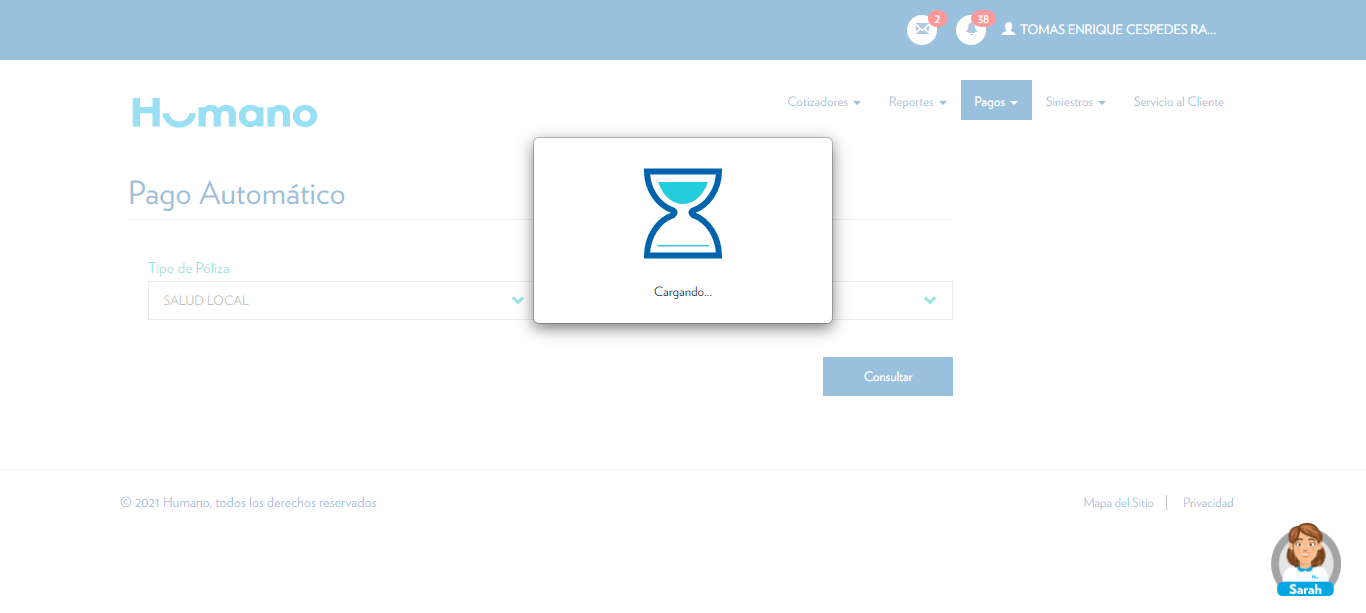 2
38
TOMAS ENRIQUE CESPEDES RA...
Humano
Cotizadores
Reportes
Pagos
Siniestros
Servicio al Cliente
Pago Automático
Tipo de Póliza
SALUD LOCAL
Cargando...
Consultar
© 2021 Humano, todos los derechos reservados
Mapa del Sitio
Privacidad
Sarah